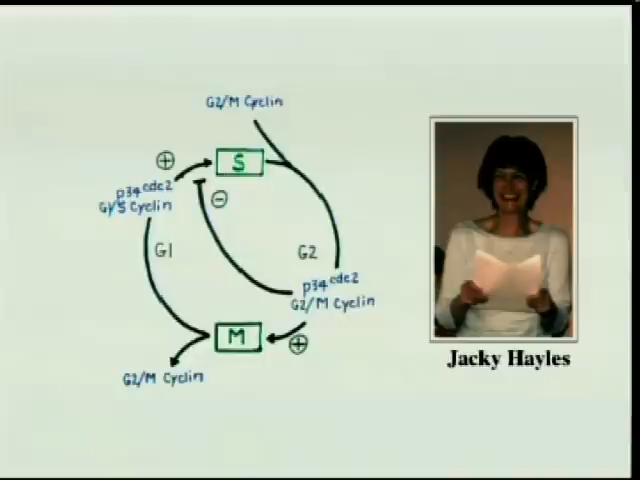 G2/M Cyclin
+
S
p34cdc2
G1/S Cyclin
−
G1
G2
p34cdc2
G2/M Cyclin
M
+
G2/M Cyclin
Jacky Hayles